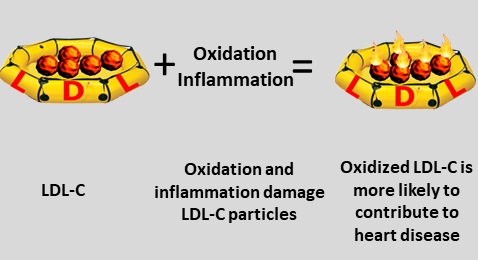 L D L
+
Oxidation
Inflammation
=
L D L
LDL-C
Oxidation and
inflammation damage
LDL-C particles
Oxidized LDL-C is
more likely to
contribute to
heart disease